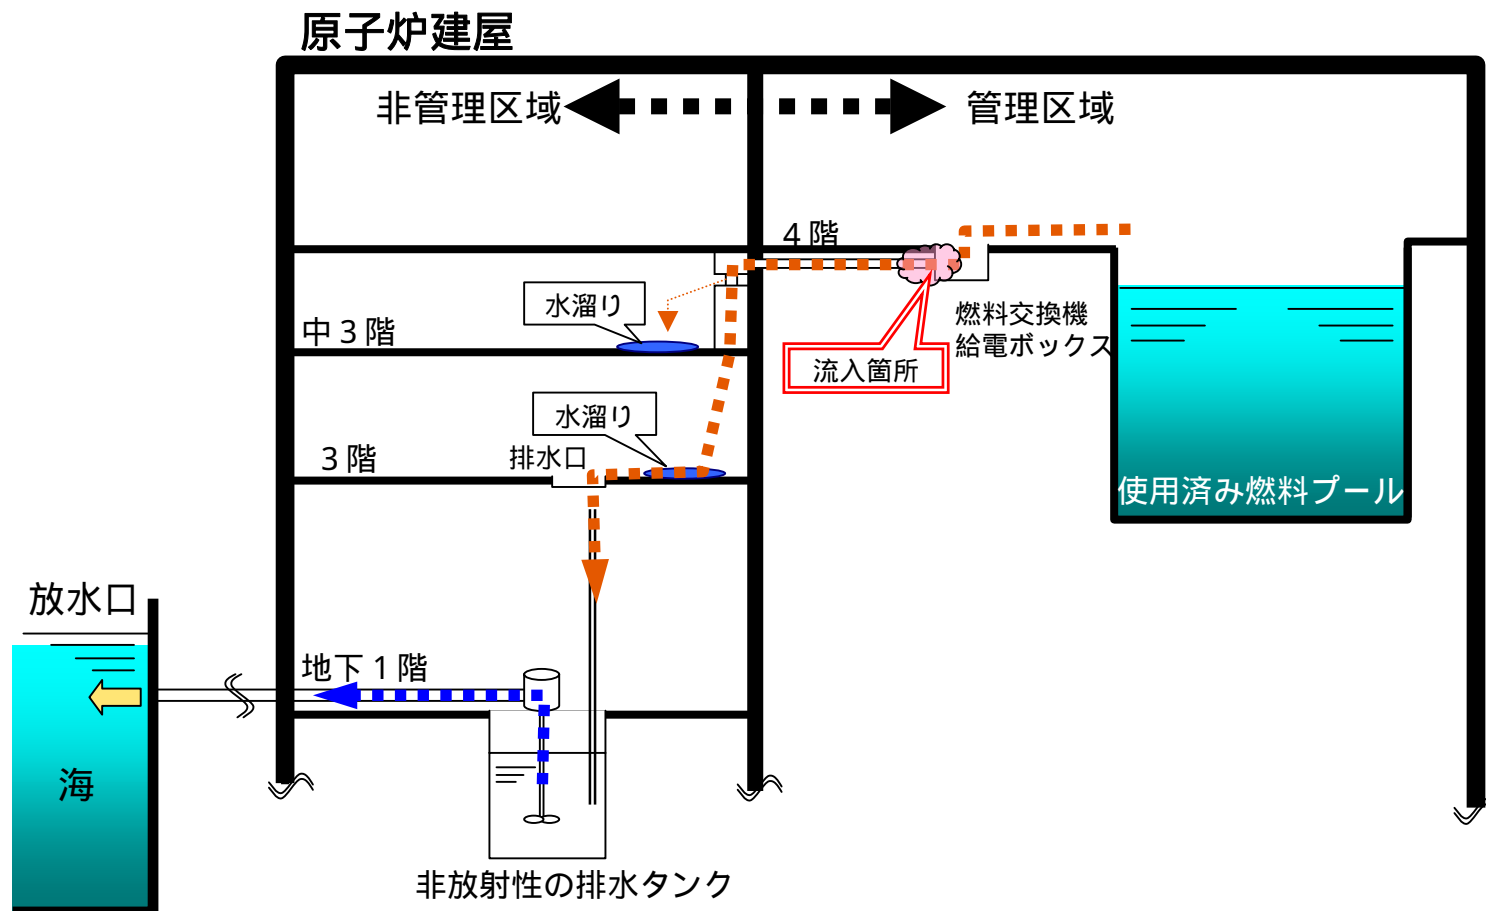 原子炉建屋
非管理区域
管理区域
4階
水溜り
中3階
燃料交換機
給電ボックス
流入箇所
水溜り
3階
排水口
使用済み燃料プール
放水口
地下1階
海
非放射性の排水タンク